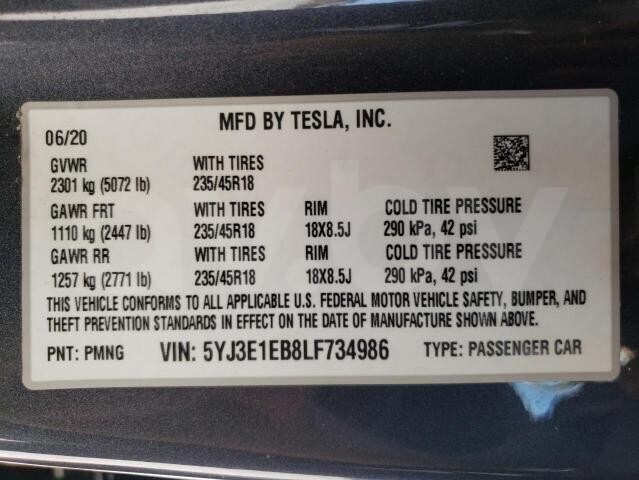 MFD BY TESLA, INC.
06/20
GVWR WITH TIRES
2301 kg (5072 lb) 235/45R18
GAWR FRT WITH TIRES RIM COLD TIRE PRESSURE
1110 kg (2447 lb) 235/45R18 18X8.5J 290 kPa, 42 psi
GAWR RR WITH TIRES RIM COLD TIRE PRESSURE
1257 kg (2771 lb) 235/45R18 18X8.5J 290 kPa, 42 psi
THIS VEHICLE CONFORMS TO ALL APPLICABLE U.S. FEDERAL MOTOR VEHICLE SAFETY, BUMPER, AND
THEFT PREVENTION STANDARDS IN EFFECT ON THE DATE OF MANUFACTURE SHOWN ABOVE.
PNT: PMNG VIN: 5YJ3E1EB8LF734986 TYPE: PASSENGER CAR